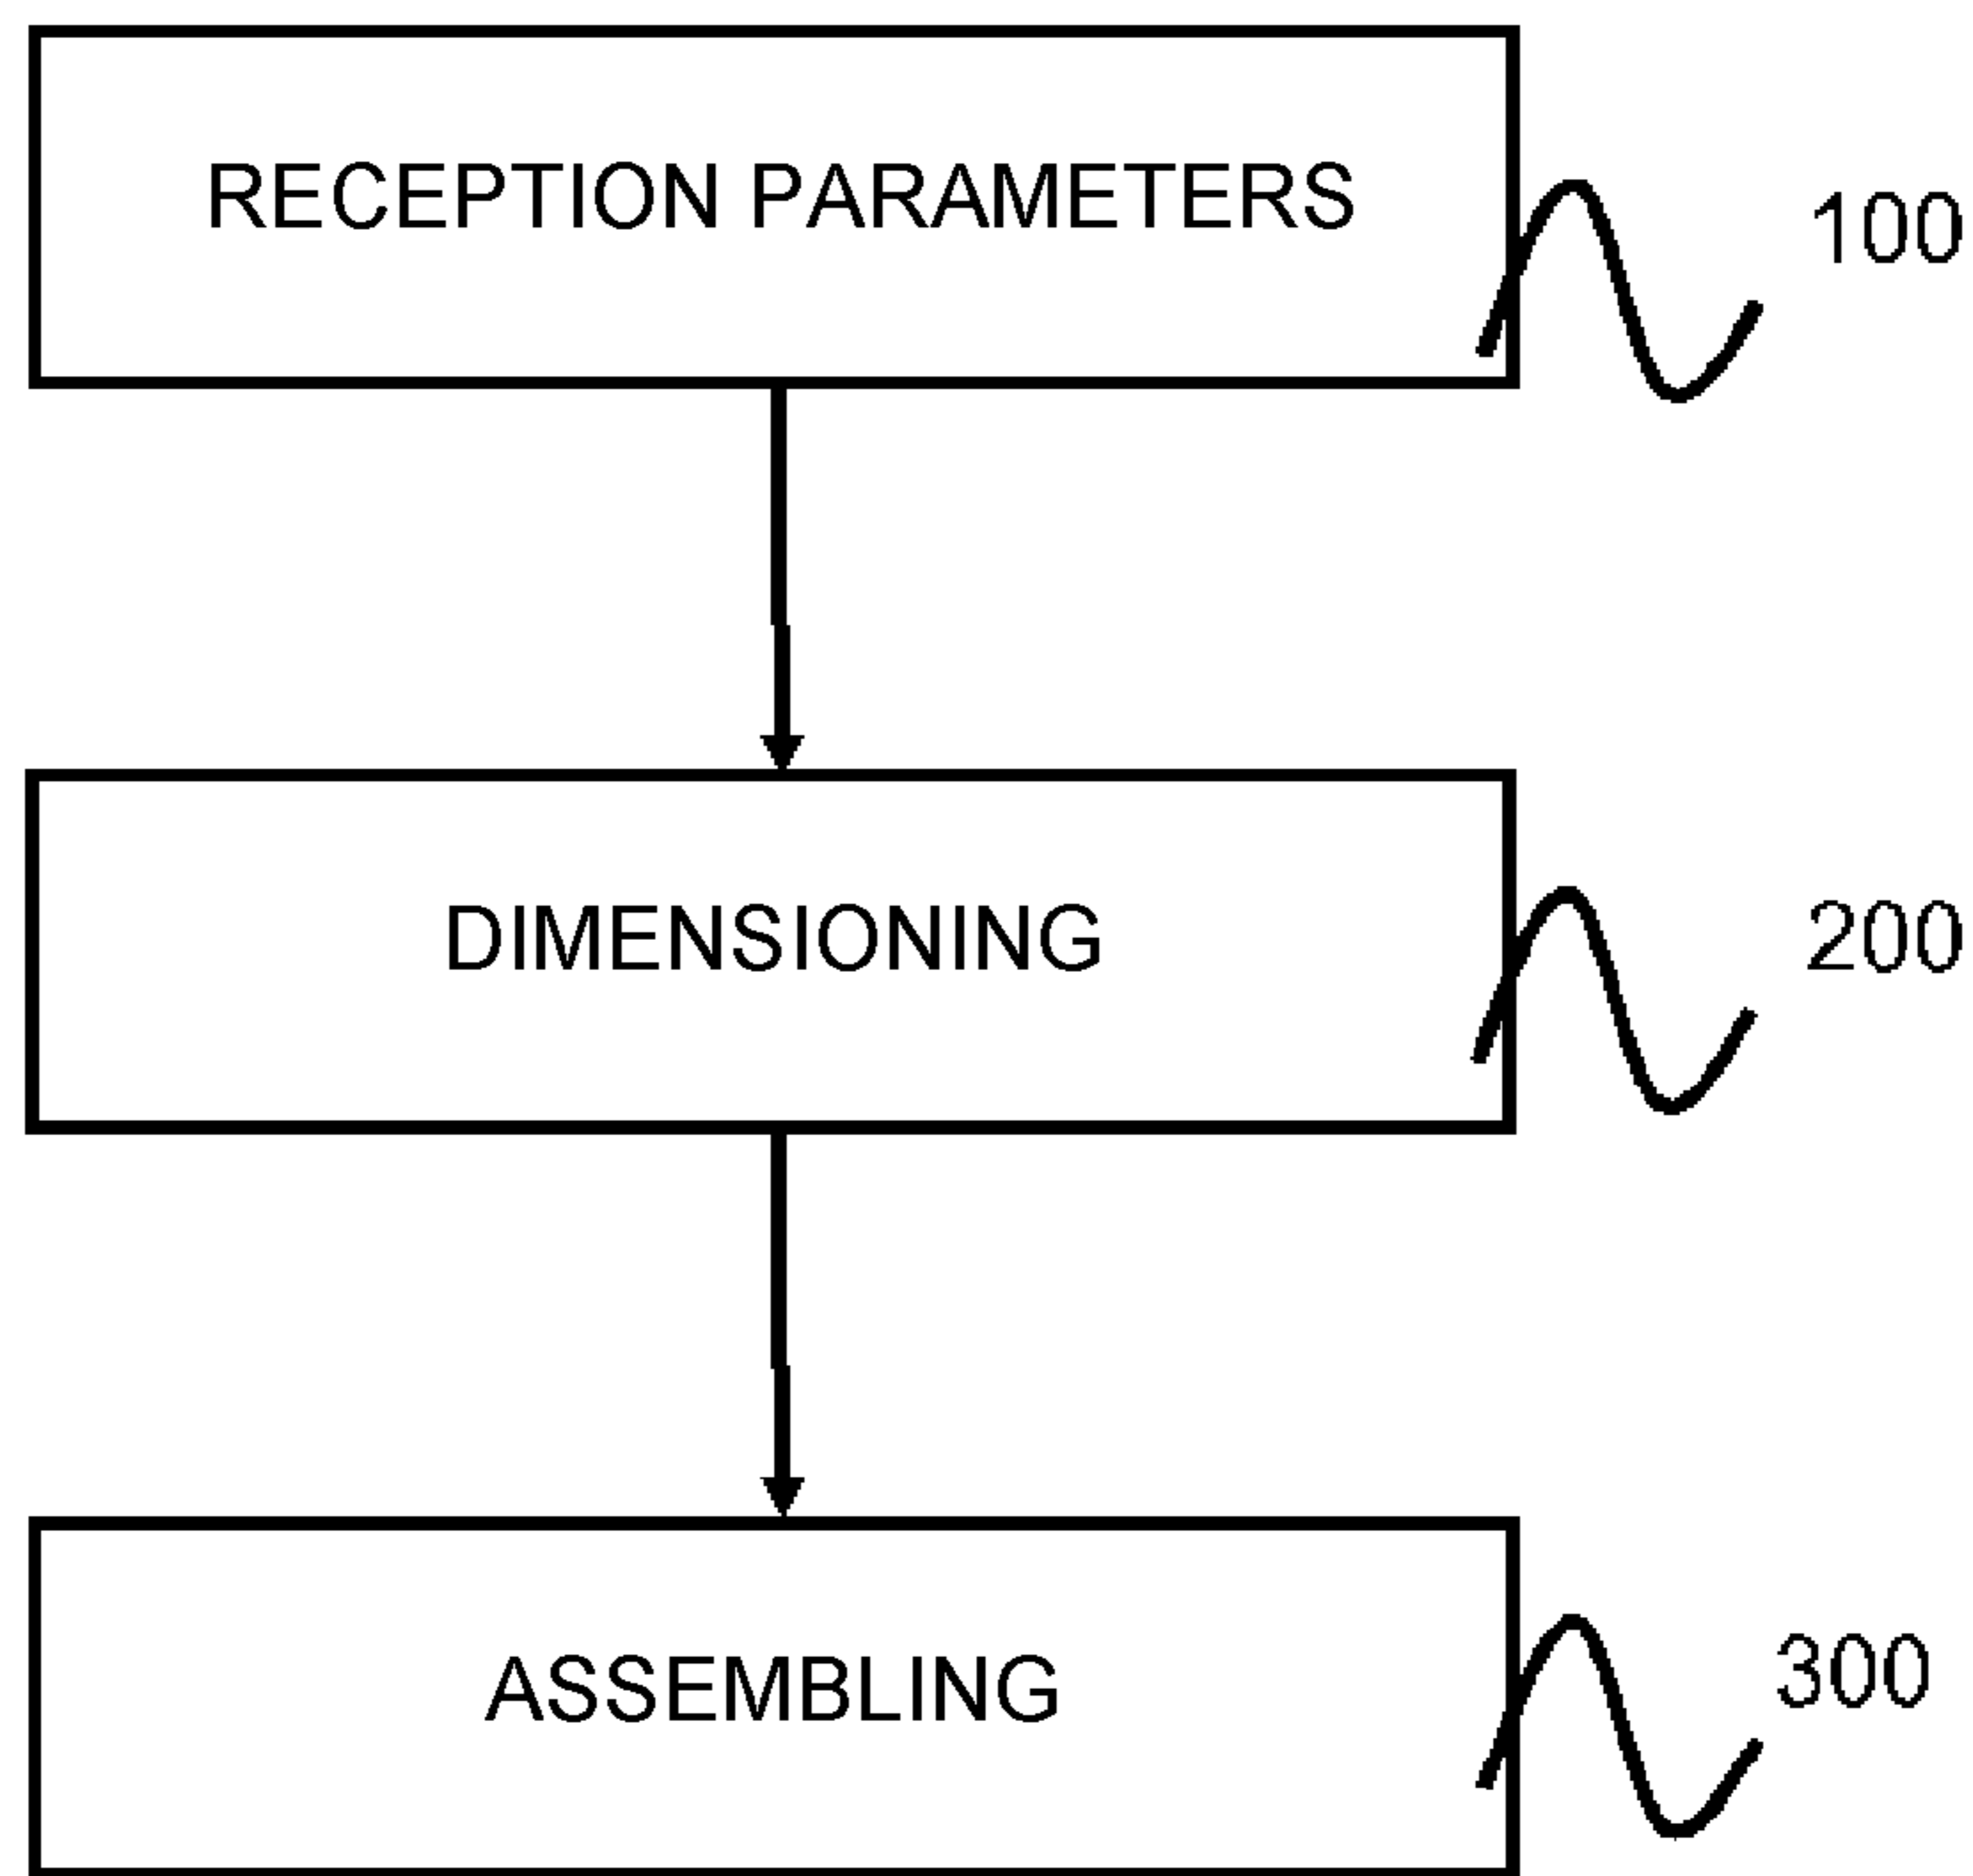 RECEPTION PARAMETERS
100
DIMENSIONING
200
ASSEMBLING
300